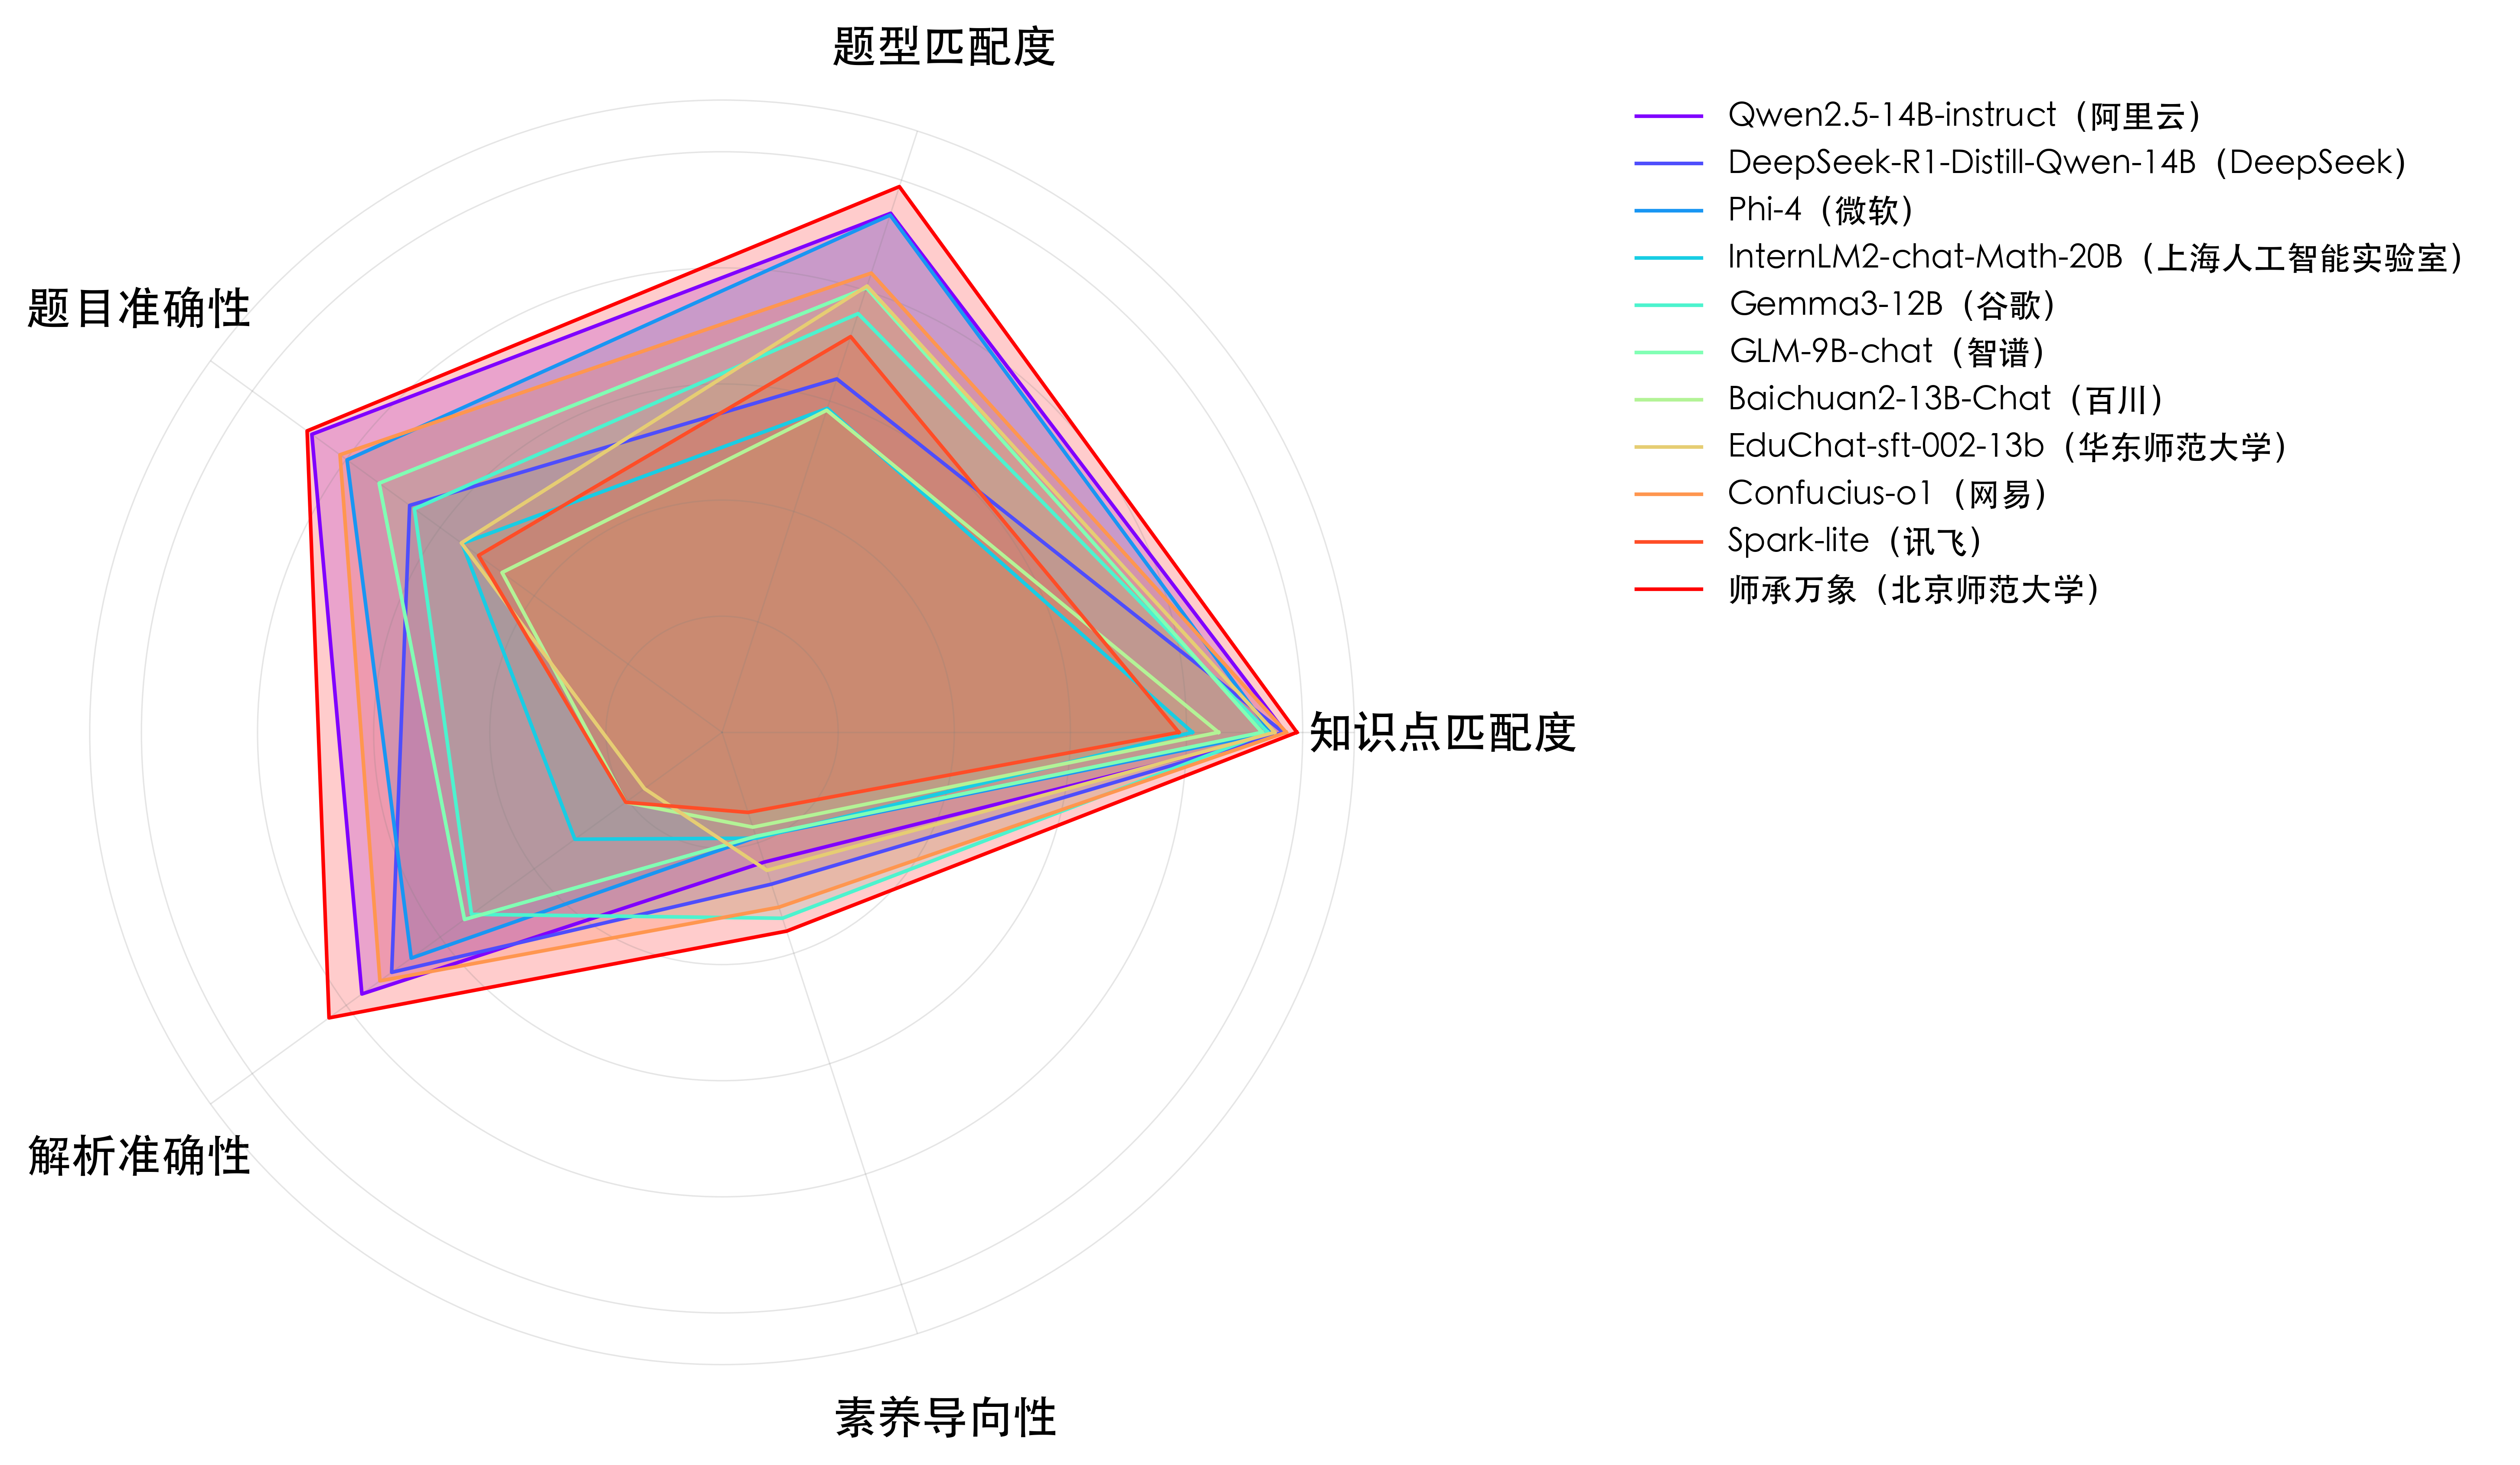 题型匹配度
题目准确性
知识点匹配度
解析准确性
素养导向性
Qwen2.5-14B-instruct（阿里云）
DeepSeek-R1-Distill-Qwen-14B（DeepSeek）
Phi-4（微软）
InternLM2-chat-Math-20B（上海人工智能实验室）
Gemma3-12B（谷歌）
GLM-9B-chat（智谱）
Baichuan2-13B-Chat（百川）
EduChat-sft-002-13b（华东师范大学）
Confucius-o1（网易）
Spark-lite（讯飞）
师承万象（北京师范大学）